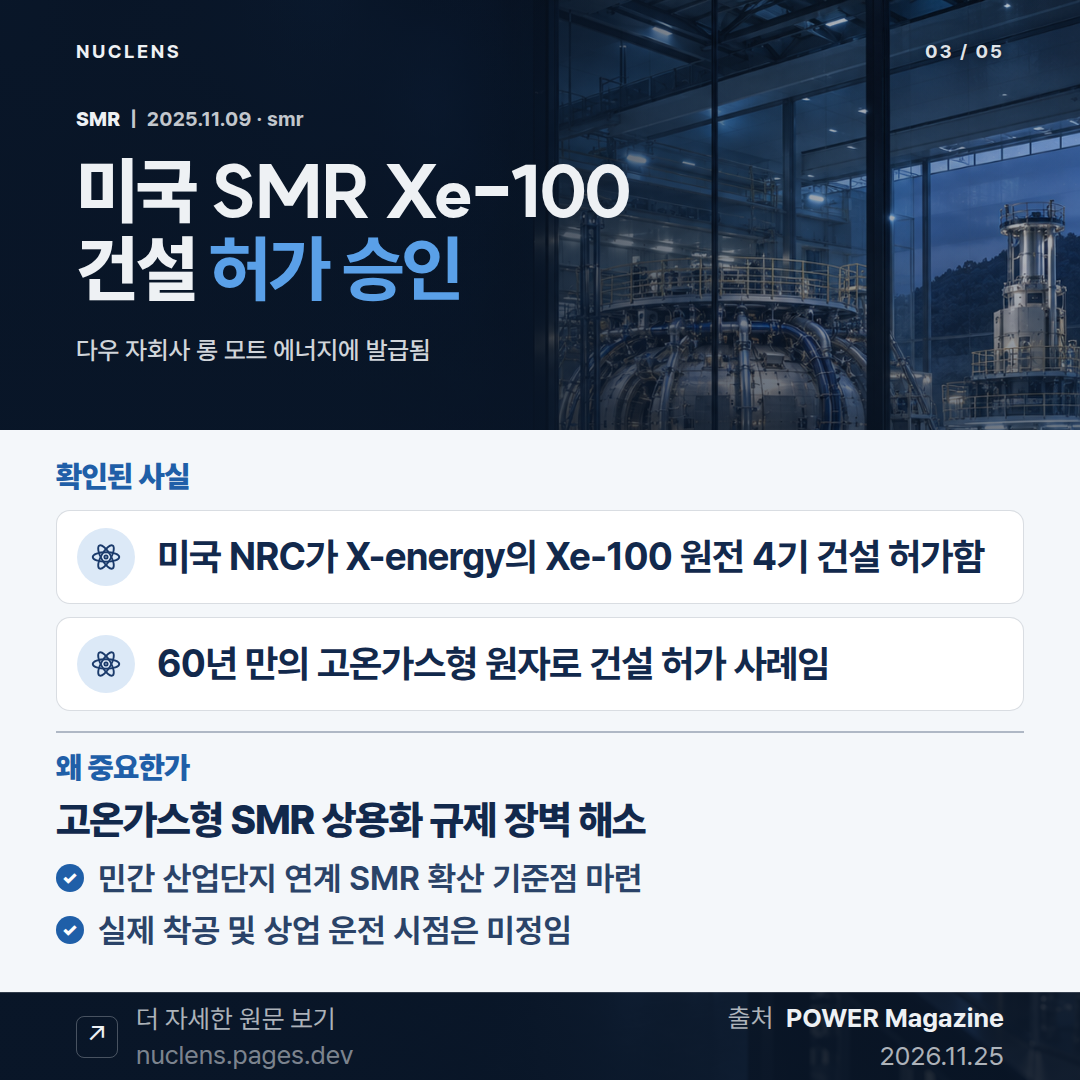 NUCLENS
03 / 05
SMR | 2025.11.09 · smr
미국 SMR Xe-100
건설 허가 승인
다우 자회사 롱 모트 에너지에 발급됨
확인된 사실
미국 NRC가 X-energy의 Xe-100 원전 4기 건설 허가함
60년 만의 고온가스형 원자로 건설 허가 사례임
왜 중요한가
고온가스형 SMR 상용화 규제 장벽 해소
민간 산업단지 연계 SMR 확산 기준점 마련
실제 착공 및 상업 운전 시점은 미정임
더 자세한 원문 보기
nuclens.pages.dev
출처 POWER Magazine
2026.11.25